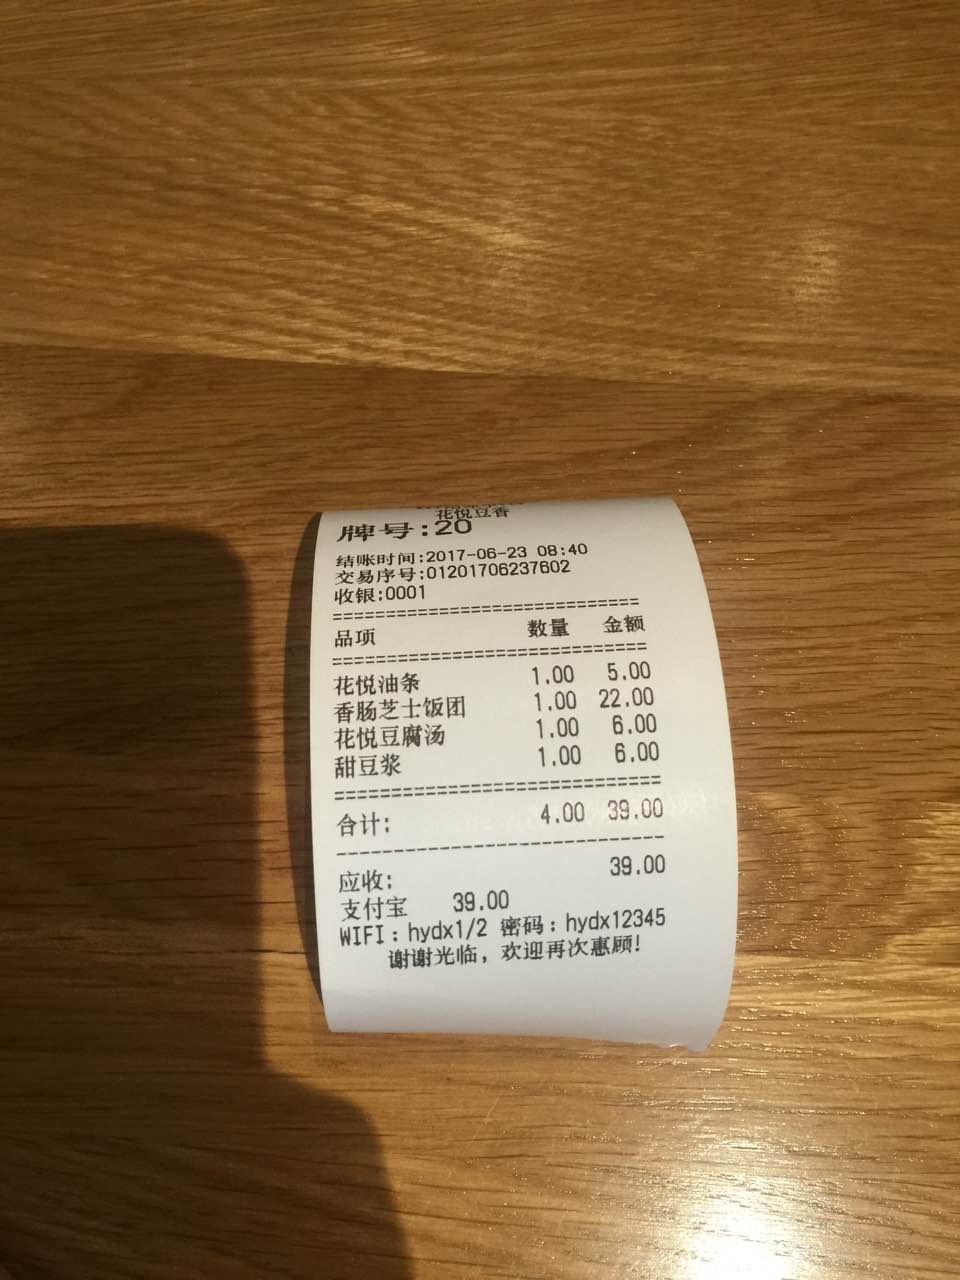 花悦豆香
牌号:20
结账时间:2017-06-23 08:40
交易序号:01201706237602
收银:0001
============================
品项 数量 金额
============================
花悦油条 1.00 5.00
香肠芝士饭团 1.00 22.00
花悦豆腐汤 1.00 6.00
甜豆浆 1.00 6.00
============================
合计: 4.00 39.00
----------------------------
应收: 39.00
支付宝 39.00
WIFI:hydx1/2 密码:hydx12345
谢谢光临，欢迎再次惠顾!